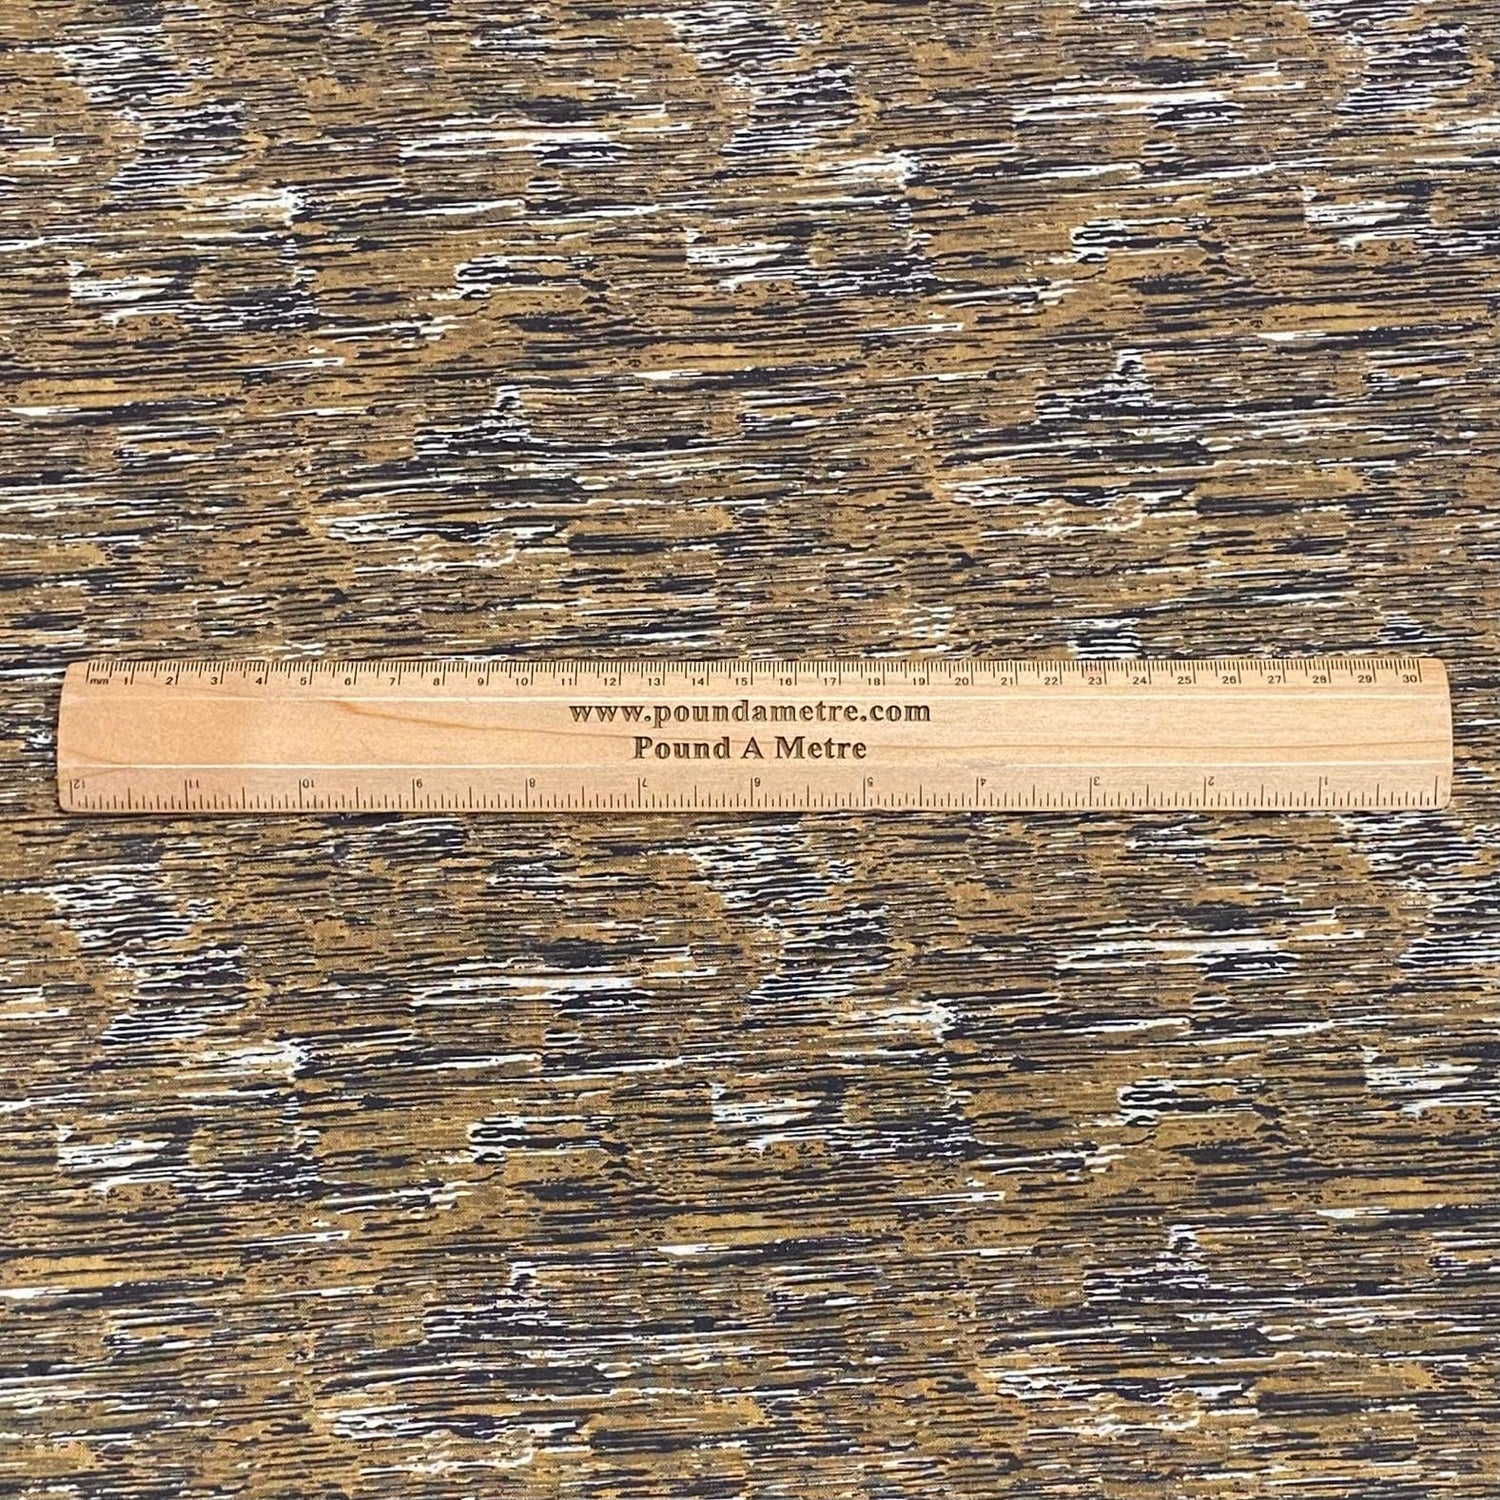 mm 1 2 3 4 5 6 7 8 9 10 11 12 13 14 15 16 17 18 19 20 21 22 23 24 25 26 27 28 29 30
www.poundametre.com
Pound A Metre
12 11 10 9 8 7 6 5 4 3 2 1